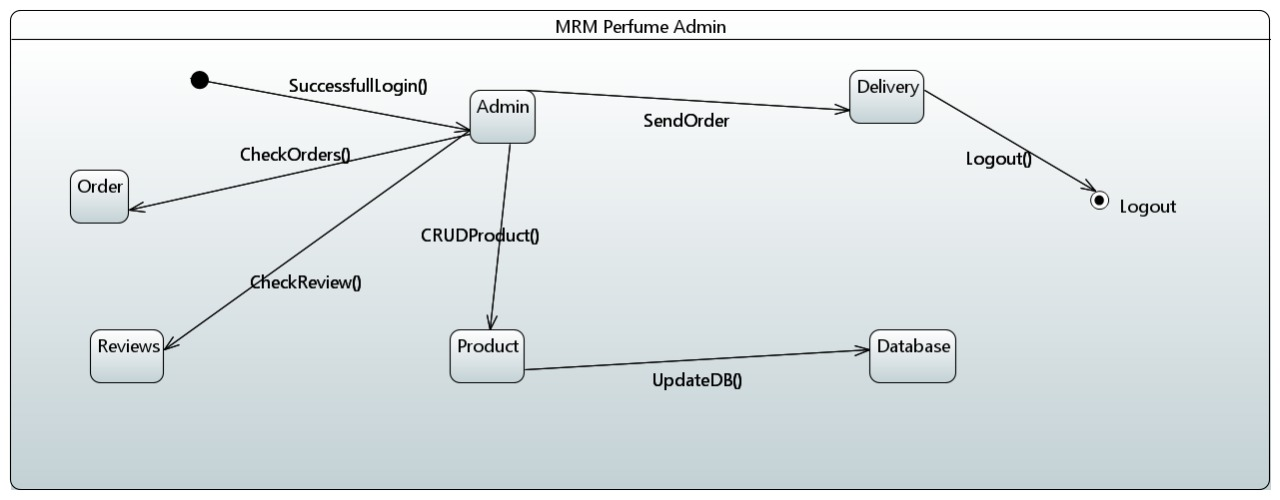 MRM Perfume Admin
SuccessfullLogin()
Delivery
Admin
SendOrder
CheckOrders()
Logout()
Order
Logout
CRUDProduct()
CheckReview()
Reviews
Product
Database
UpdateDB()